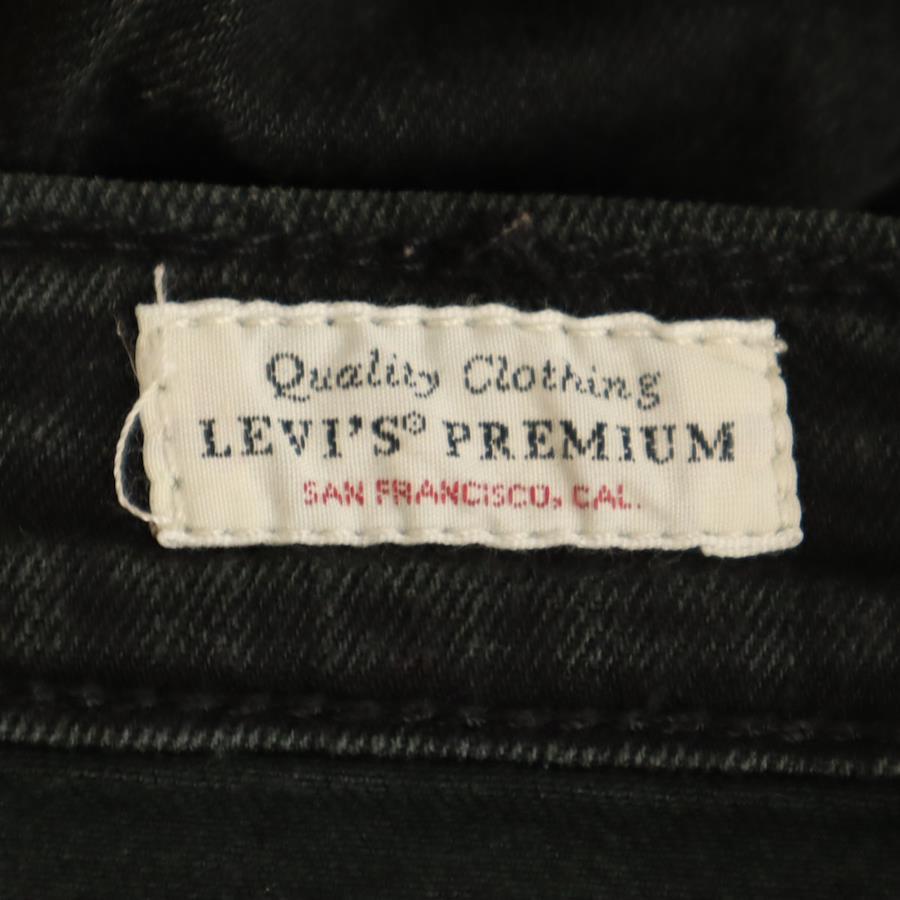 Quality Clothing
LEVI'S® PREMIUM
SAN FRANCISCO, CAL.